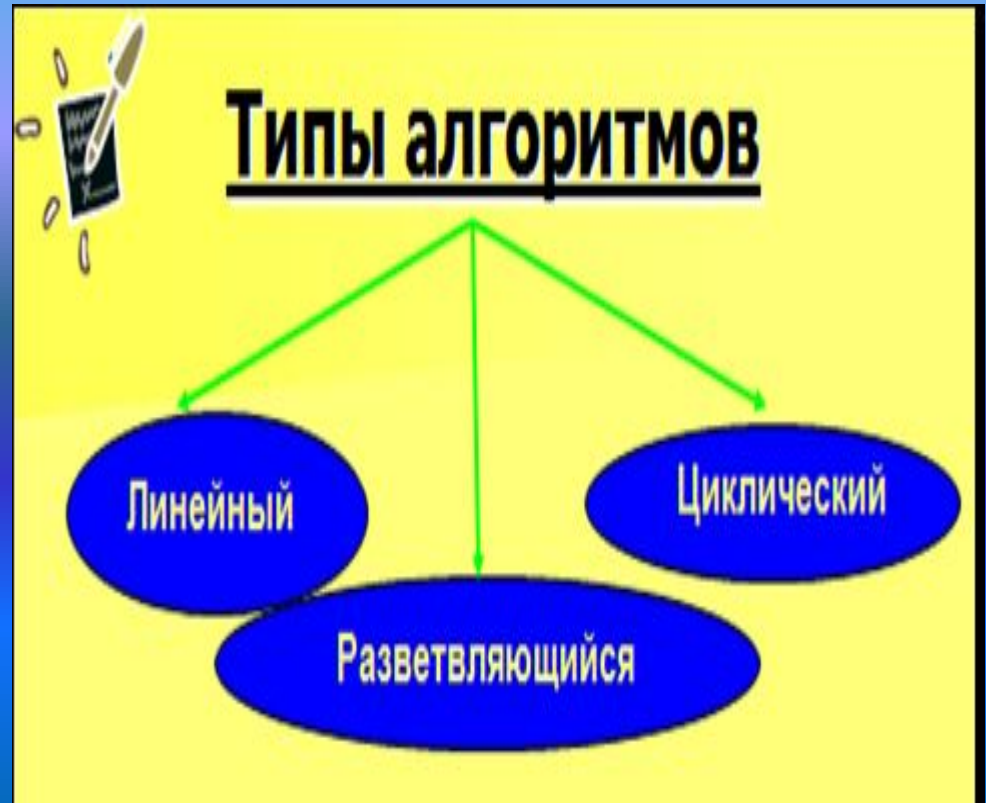 Типы алгоритмов
Линейный
Циклический
Разветвляющийся